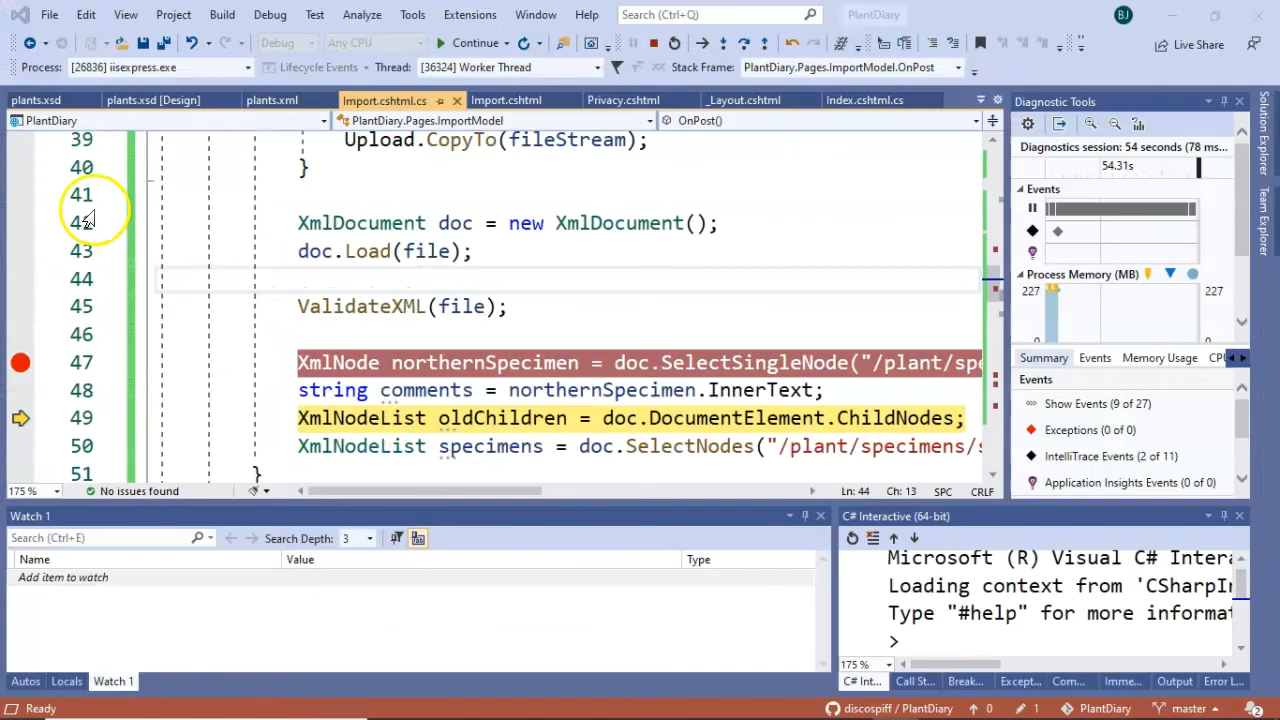 File Edit View Project Build Debug Test Analyze Tools Extensions Window Help Search (Ctrl+Q) PlantDiary BJ
Debug Any CPU Continue Live Share
Process: [26836] iisexpress.exe Lifecycle Events Thread: [36324] Worker Thread Stack Frame: PlantDiary.Pages.ImportModel.OnPost
plants.xsd plants.xsd [Design] plants.xml Import.cshtml.cs Import.cshtml Privacy.cshtml _Layout.cshtml Index.cshtml.cs
PlantDiary PlantDiary.Pages.ImportModel OnPost()
39 Upload.CopyTo(fileStream);
40 }
41
42 XmlDocument doc = new XmlDocument();
43 doc.Load(file);
44
45 ValidateXML(file);
46
47 XmlNode northernSpecimen = doc.SelectSingleNode("/plant/spe
48 string comments = northernSpecimen.InnerText;
49 XmlNodeList oldChildren = doc.DocumentElement.ChildNodes;
50 XmlNodeList specimens = doc.SelectNodes("/plant/specimens/s
51 }
175 % No issues found Ln: 44 Ch: 13 SPC CRLF
Diagnostic Tools
Diagnostics session: 54 seconds (78 ms...
54.31s
Events
Process Memory (MB)
227 227
0 0
Summary Events Memory Usage CPU
Events
Show Events (9 of 27)
Exceptions (0 of 0)
IntelliTrace Events (2 of 11)
Application Insights Events (0 of 0)
Solution Explorer
Team Explorer
Watch 1
Search (Ctrl+E) Search Depth: 3
Name Value Type
Add item to watch
Autos Locals Watch 1
C# Interactive (64-bit)
Microsoft (R) Visual C# Intera
Loading context from 'CSharpIn
Type "#help" for more informat
>
175 %
C# Int... Call St... Break... Except... Com... Imme... Output Error L...
Ready discospiff / PlantDiary 0 1 PlantDiary master 2